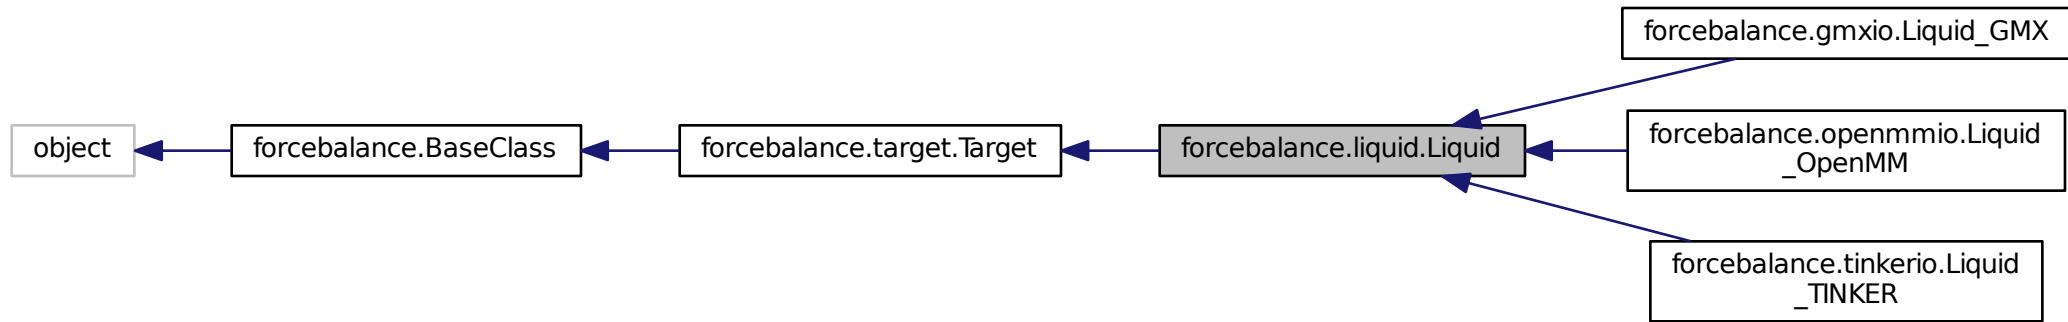 forcebalance.gmxio.Liquid_GMX
object
forcebalance.BaseClass
forcebalance.target.Target
forcebalance.liquid.Liquid
forcebalance.openmmio.Liquid
_OpenMM
forcebalance.tinkerio.Liquid
_TINKER